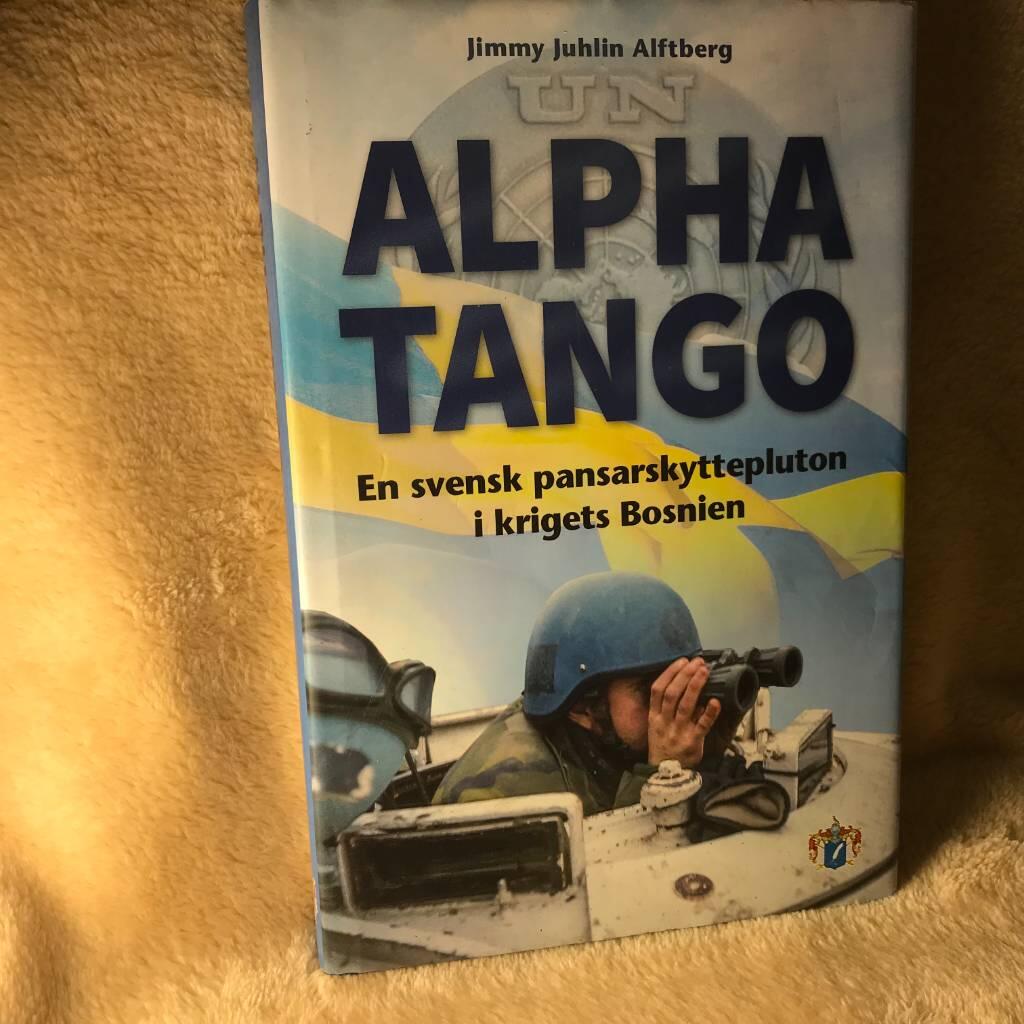 Jimmy Juhlin Alftberg
UN
ALPHA
TANGO
En svensk pansarskyttepluton
i krigets Bosnien